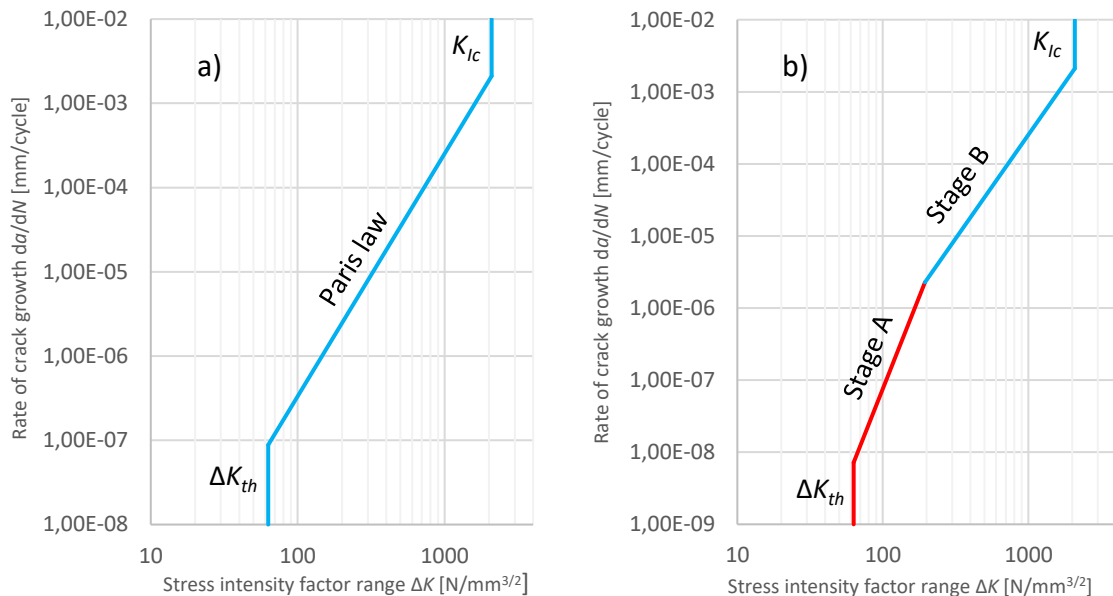 a)
K_Ic
1,00E-02
1,00E-03
1,00E-04
1,00E-05
1,00E-06
1,00E-07
1,00E-08
Paris law
ΔK_th
10
100
1000
Rate of crack growth da/dN [mm/cycle]
Stress intensity factor range ΔK [N/mm^3/2]
b)
K_Ic
1,00E-02
1,00E-03
1,00E-04
1,00E-05
1,00E-06
1,00E-07
1,00E-08
1,00E-09
Stage B
Stage A
ΔK_th
10
100
1000
Rate of crack growth da/dN [mm/cycle]
Stress intensity factor range ΔK [N/mm^3/2]